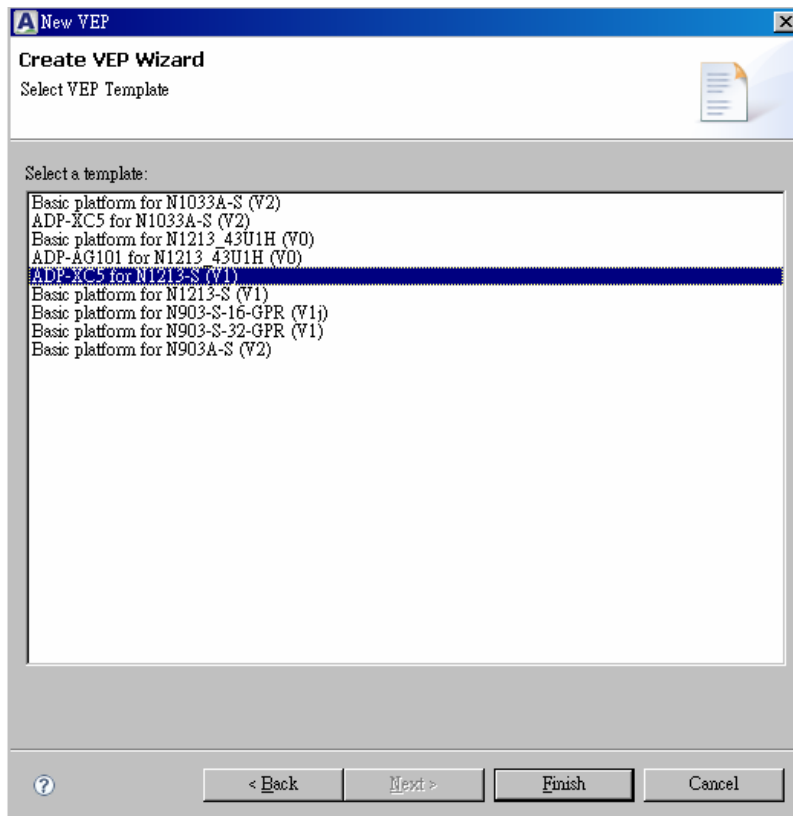 New VEP
Create VEP Wizard
Select VEP Template
Select a template:
Basic platform for N1033A-S (V2)
ADP-XC5 for N1033A-S (V2)
Basic platform for N1213_43U1H (V0)
ADP-AG101 for N1213_43U1H (V0)
ADP-XC5 for N1213-S (V1)
Basic platform for N1213-S (V1)
Basic platform for N903-S-16-GPR (V1j)
Basic platform for N903-S-32-GPR (V1)
Basic platform for N903A-S (V2)
< Back
Next >
Finish
Cancel